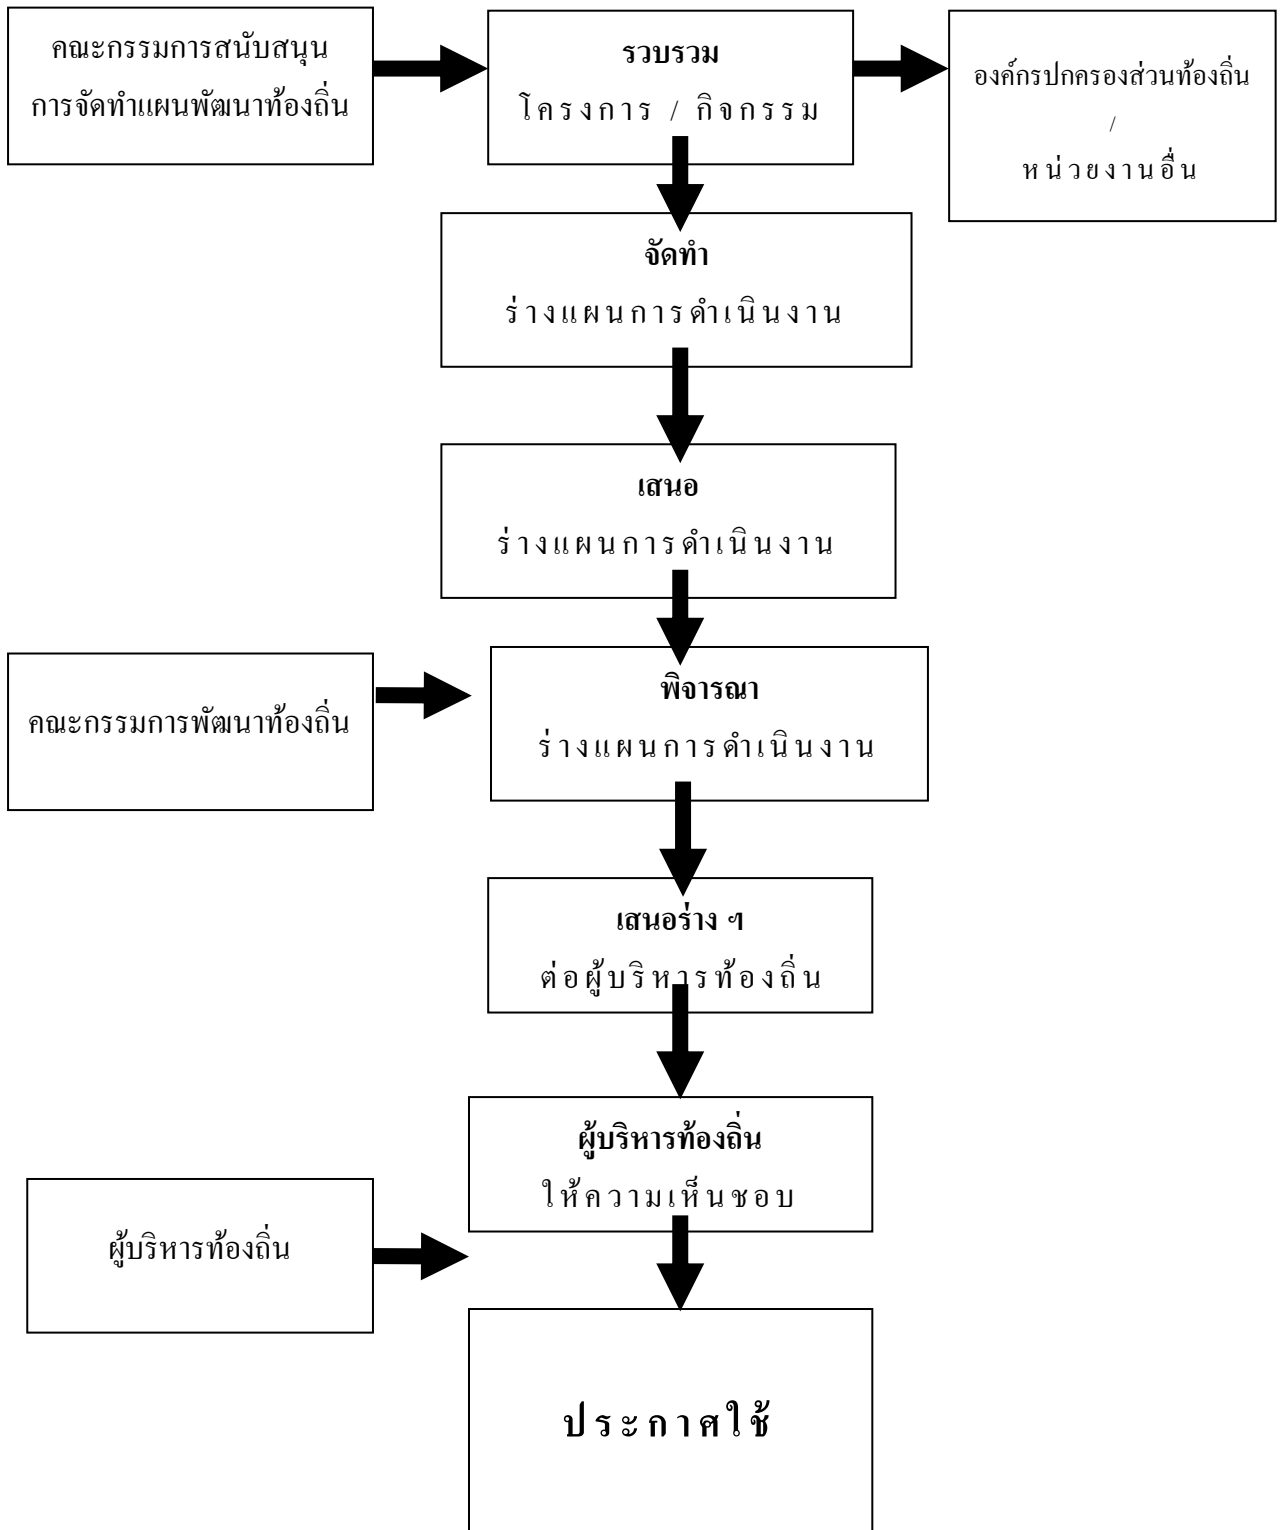 คณะกรรมการสนับสนุน
การจัดทำแผนพัฒนาท้องถิ่น
รวบรวม
โครงการ / กิจกรรม
องค์กรปกครองส่วนท้องถิ่น
/
หน่วยงานอื่น
จัดทำ
ร่างแผนการดำเนินงาน
เสนอ
ร่างแผนการดำเนินงาน
คณะกรรมการพัฒนาท้องถิ่น
พิจารณา
ร่างแผนการดำเนินงาน
เสนอร่าง ฯ
ต่อผู้บริหารท้องถิ่น
ผู้บริหารท้องถิ่น
ให้ความเห็นชอบ
ผู้บริหารท้องถิ่น
ประกาศใช้